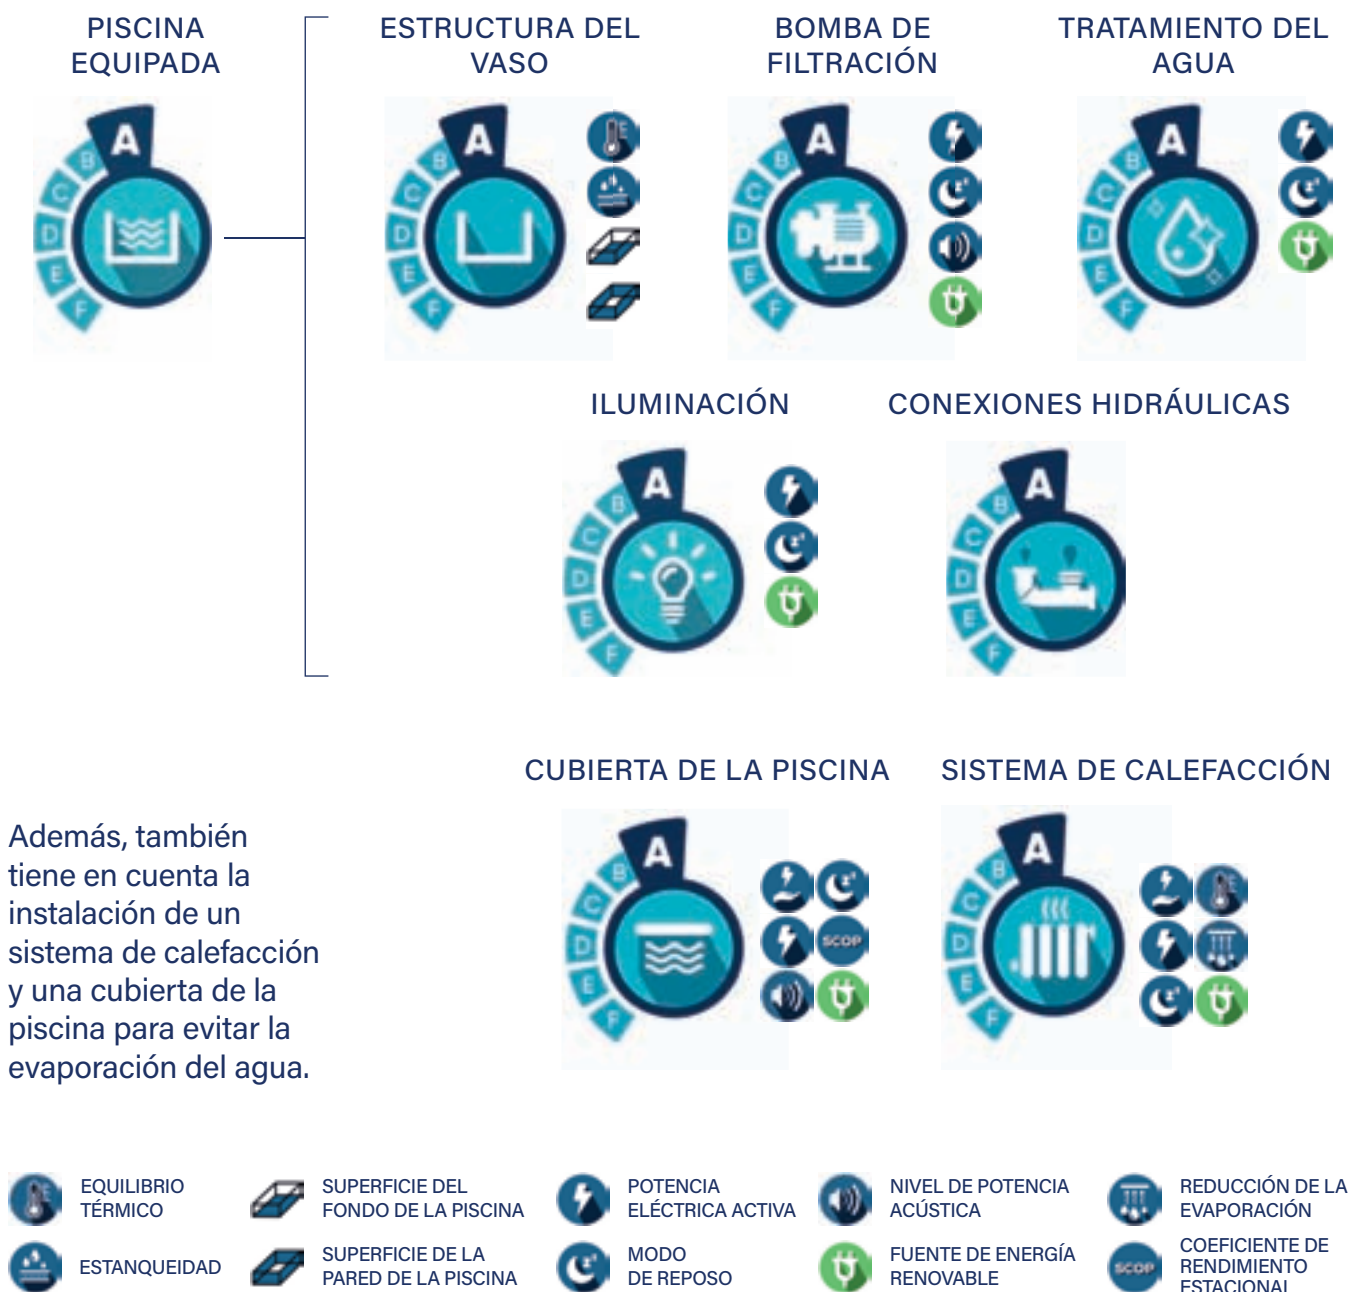 PISCINA
EQUIPADA
ESTRUCTURA DEL
VASO
BOMBA DE
FILTRACIÓN
TRATAMIENTO DEL
AGUA
A
B
C
D
E
F
A
B
C
D
E
F
A
B
C
D
E
F
A
B
C
D
E
F
ILUMINACIÓN
CONEXIONES HIDRÁULICAS
A
B
C
D
E
F
A
B
C
D
E
F
CUBIERTA DE LA PISCINA
SISTEMA DE CALEFACCIÓN
A
B
C
D
E
F
SCOP
A
B
C
D
E
F
Además, también
tiene en cuenta la
instalación de un
sistema de calefacción
y una cubierta de la
piscina para evitar la
evaporación del agua.
EQUILIBRIO
TÉRMICO
SUPERFICIE DEL
FONDO DE LA PISCINA
POTENCIA
ELÉCTRICA ACTIVA
NIVEL DE POTENCIA
ACÚSTICA
REDUCCIÓN DE LA
EVAPORACIÓN
ESTANQUEIDAD
SUPERFICIE DE LA
PARED DE LA PISCINA
MODO
DE REPOSO
FUENTE DE ENERGÍA
RENOVABLE
SCOP
COEFICIENTE DE
RENDIMIENTO
ESTACIONAL